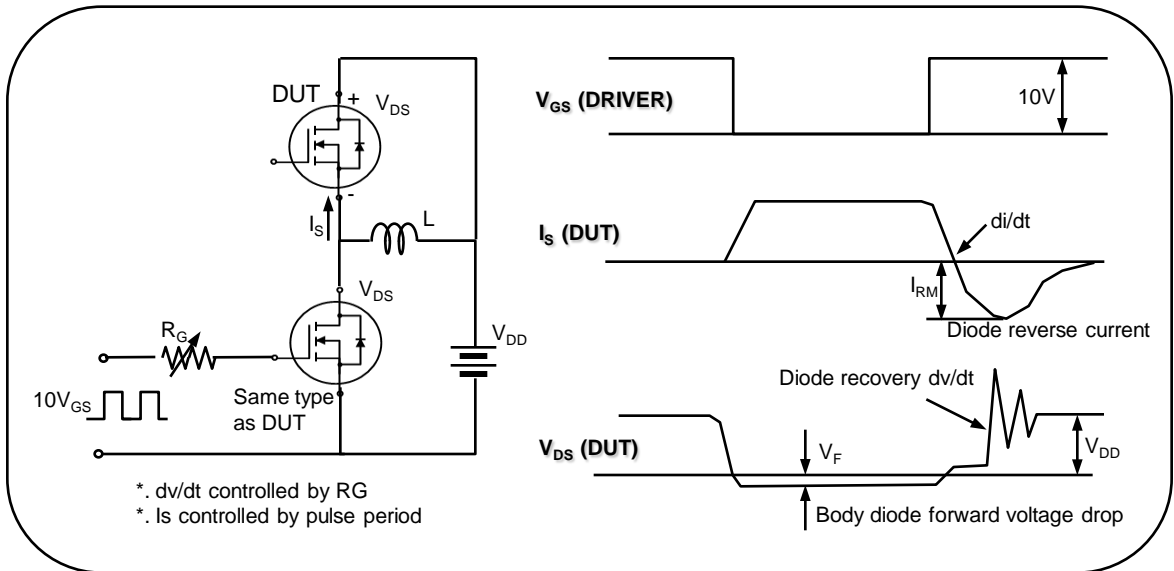 DUT
+
V_DS
-
I_S
L
V_DS
R_G
V_DD
10V_GS
Same type
as DUT
*. dv/dt controlled by RG
*. Is controlled by pulse period
V_GS (DRIVER)
10V
I_S (DUT)
di/dt
I_RM
Diode reverse current
Diode recovery dv/dt
V_DS (DUT)
V_F
V_DD
Body diode forward voltage drop